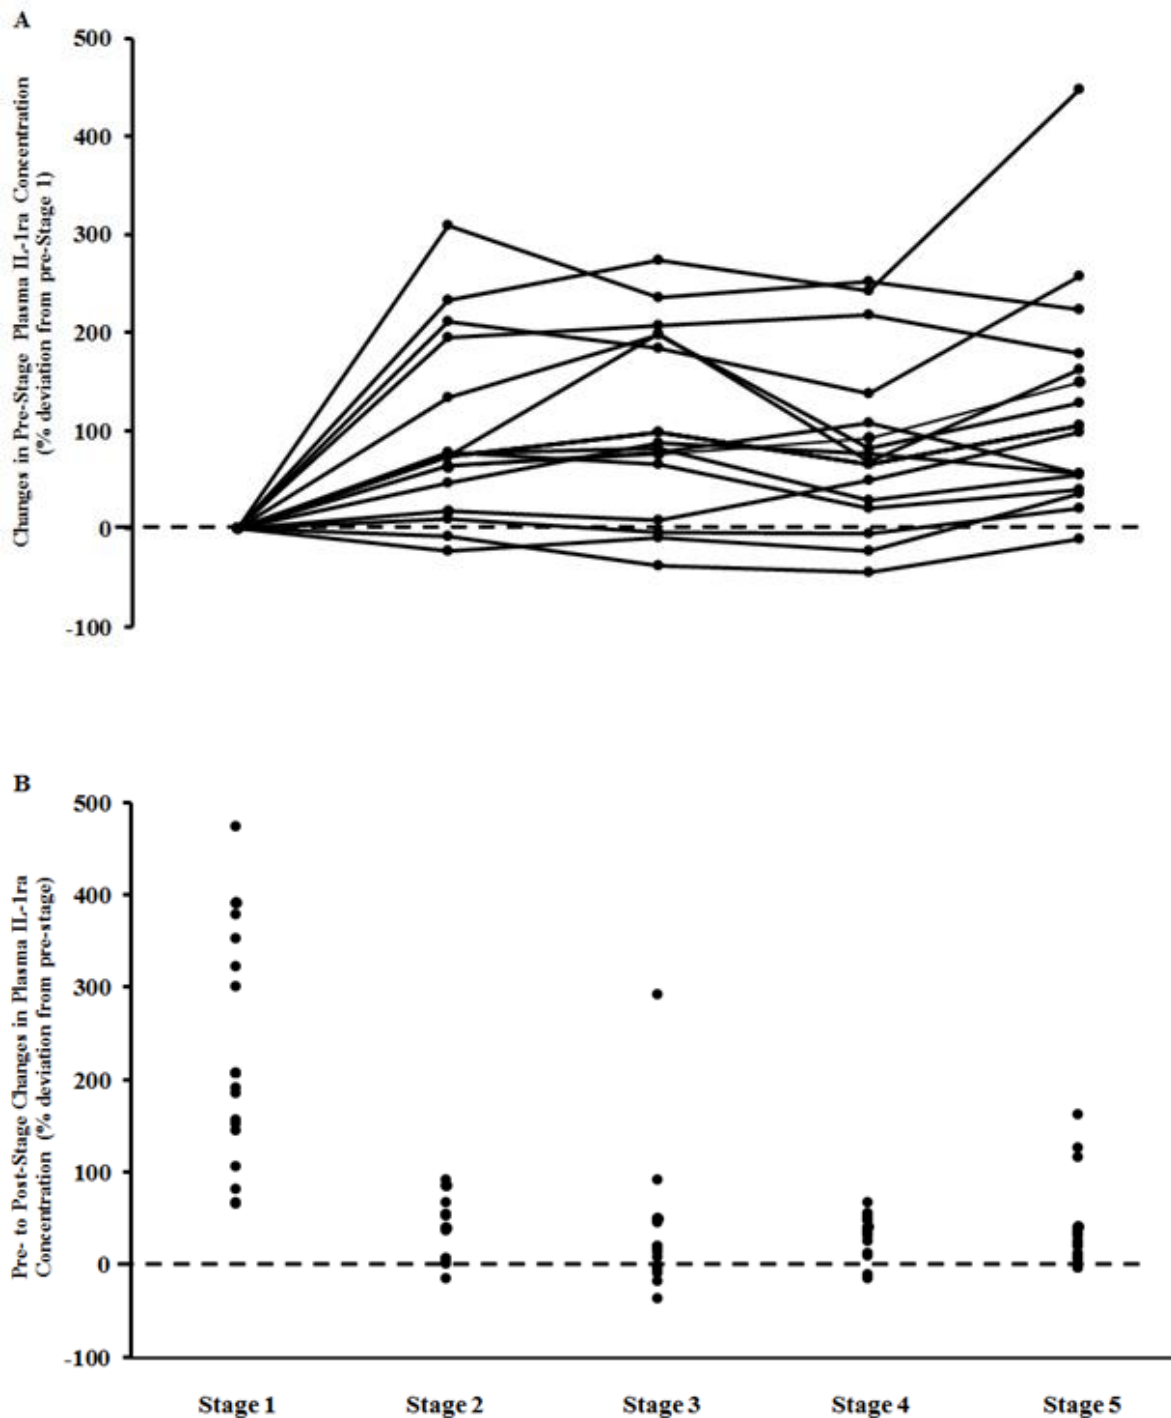 A
500
400
300
200
100
0
-100
Changes in Pre-Stage Plasma IL-1ra Concentration
(% deviation from pre-Stage 1)
B
500
400
300
200
100
0
-100
Pre- to Post-Stage Changes in Plasma IL-1ra
Concentration (% deviation from pre-stage)
Stage 1 Stage 2 Stage 3 Stage 4 Stage 5